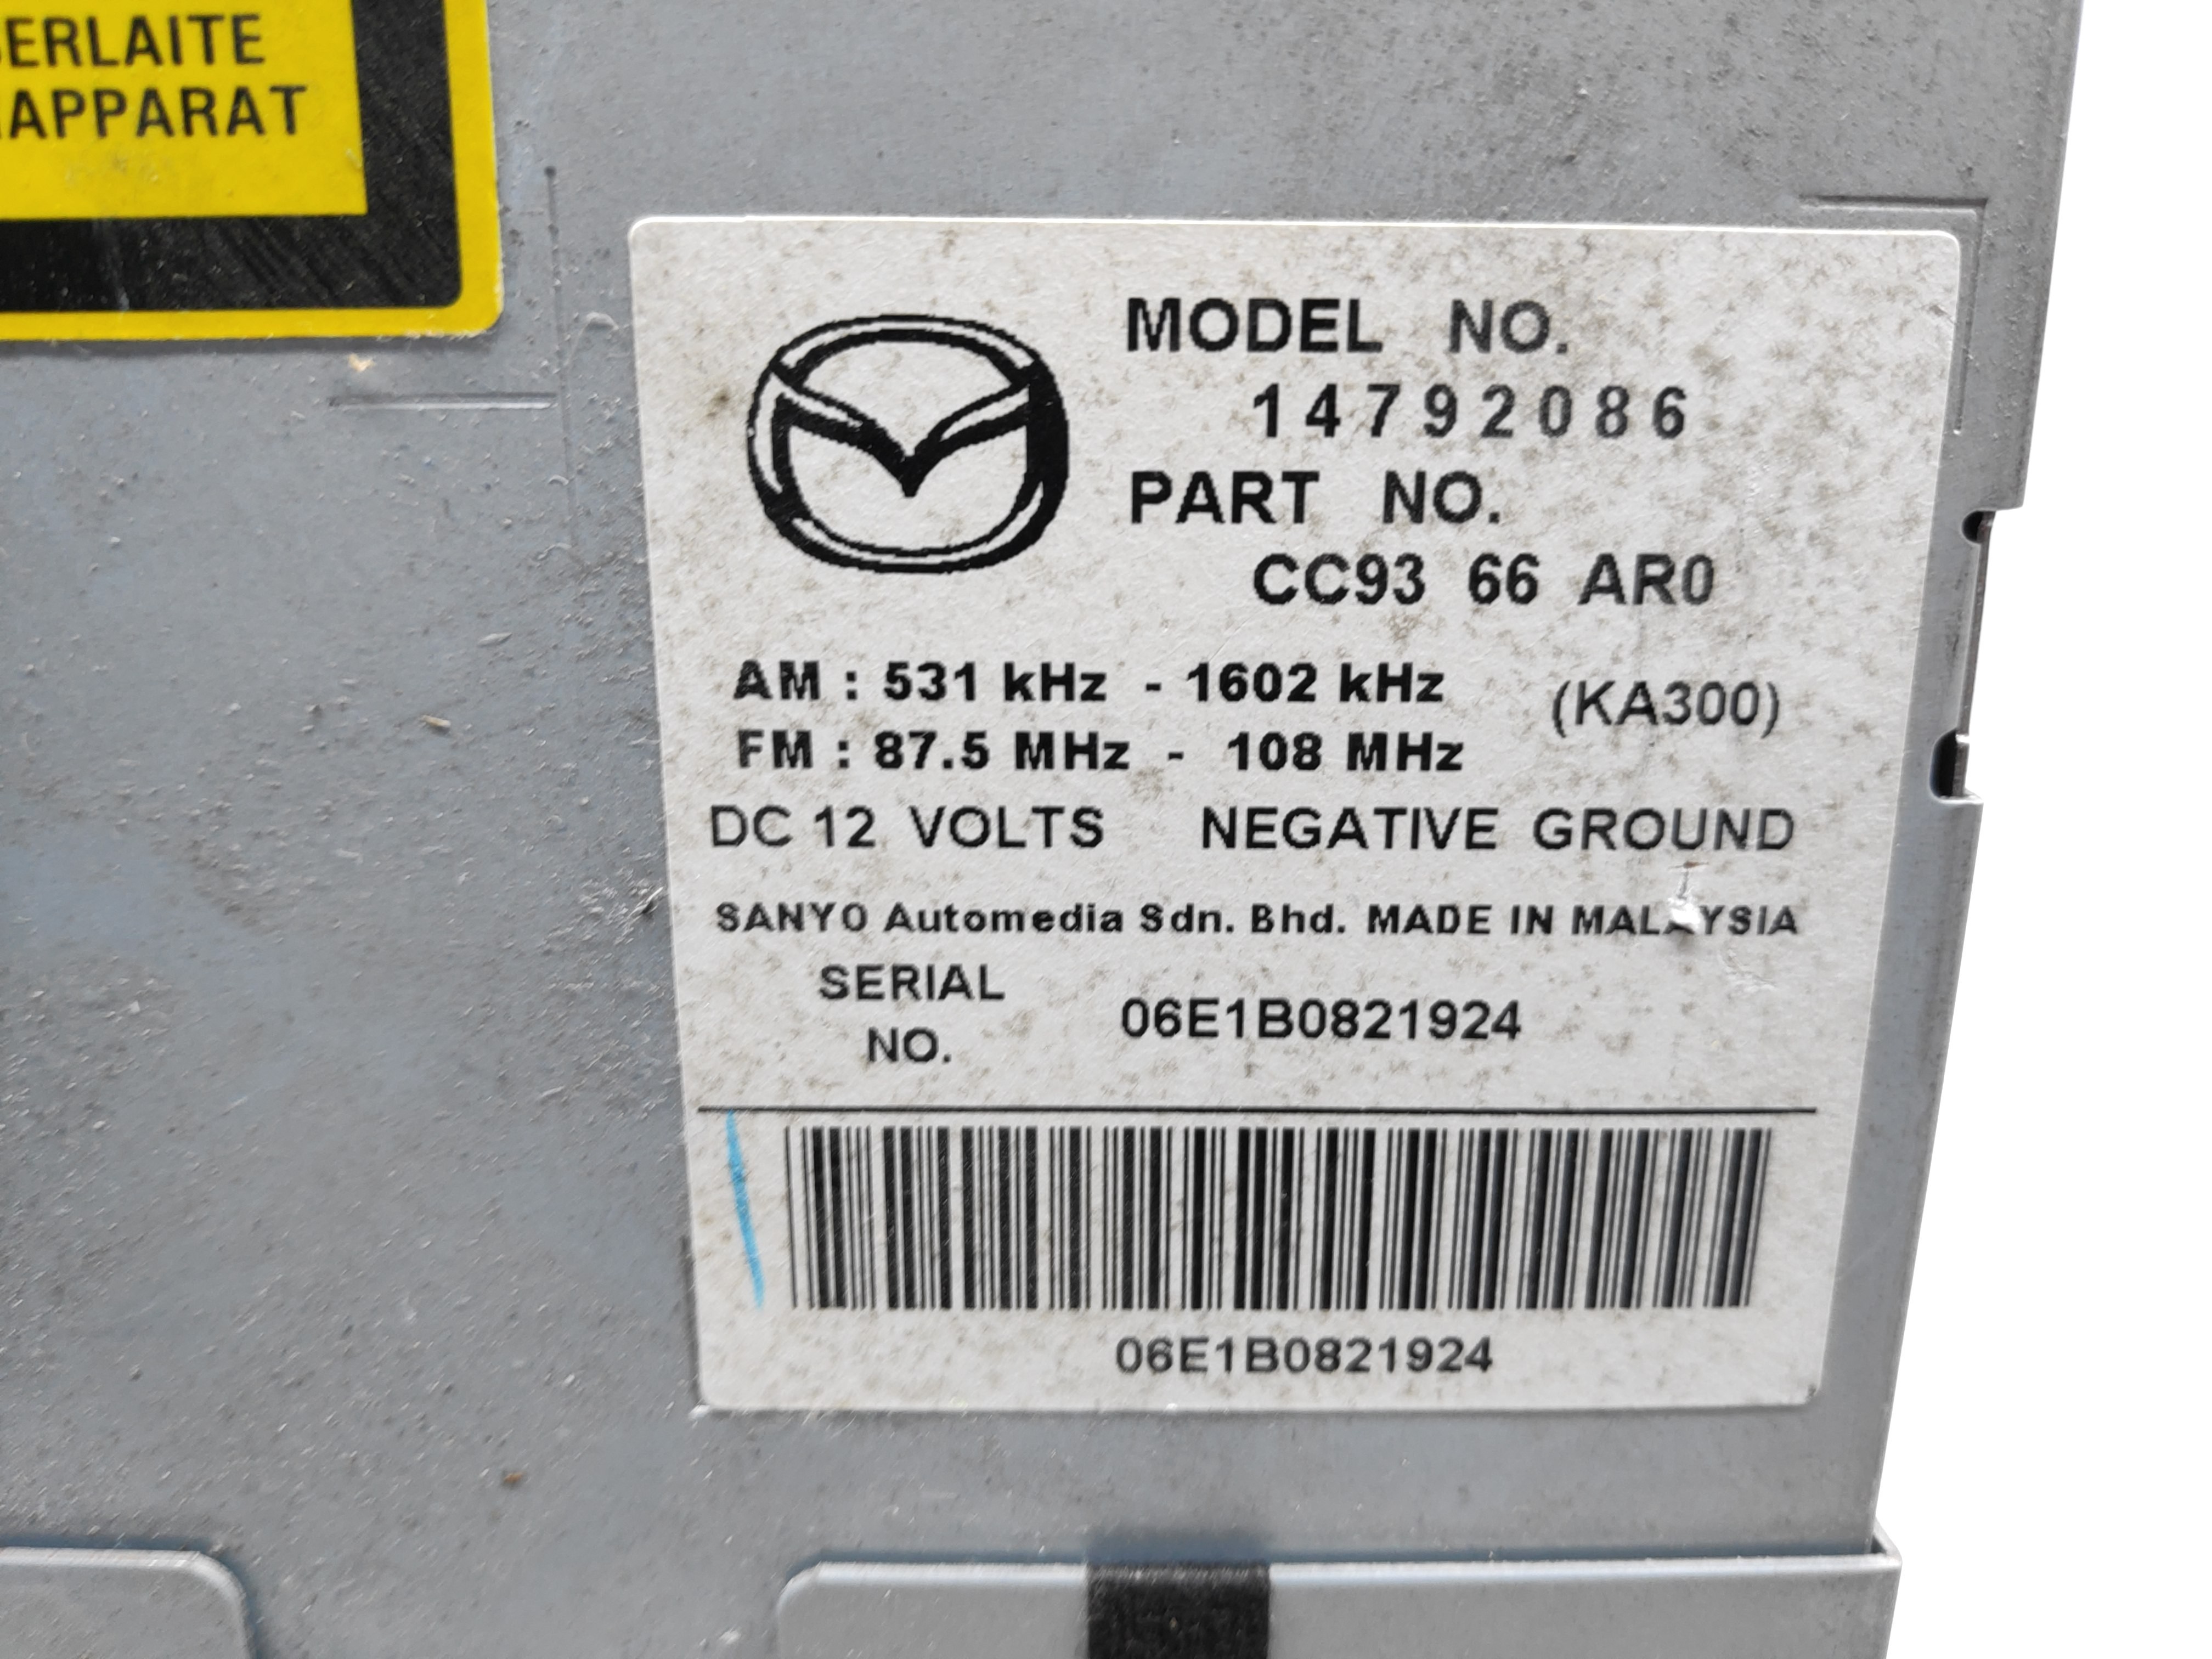 APPARAT
MODEL NO.
14792086
PART NO.
CC93 66 AR0
AM : 531 kHz - 1602 kHz (KA300)
FM : 87.5 MHz - 108 MHz
DC 12 VOLTS NEGATIVE GROUND
SANYO Automedia Sdn. Bhd. MADE IN MALAYSIA
SERIAL
NO. 06E1B0821924
06E1B0821924